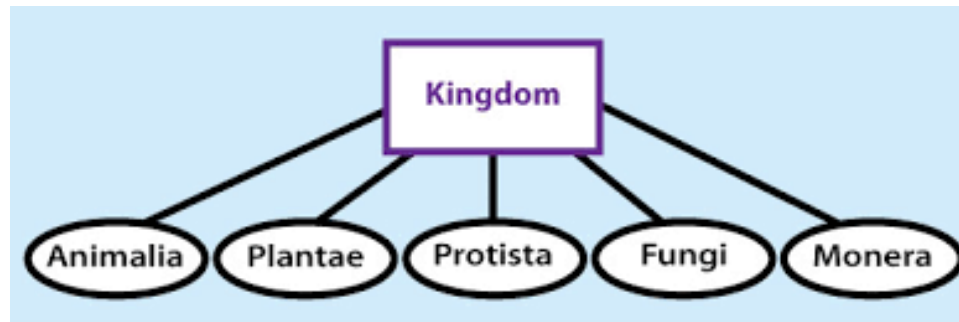 Kingdom
Animalia
Plantae
Protista
Fungi
Monera